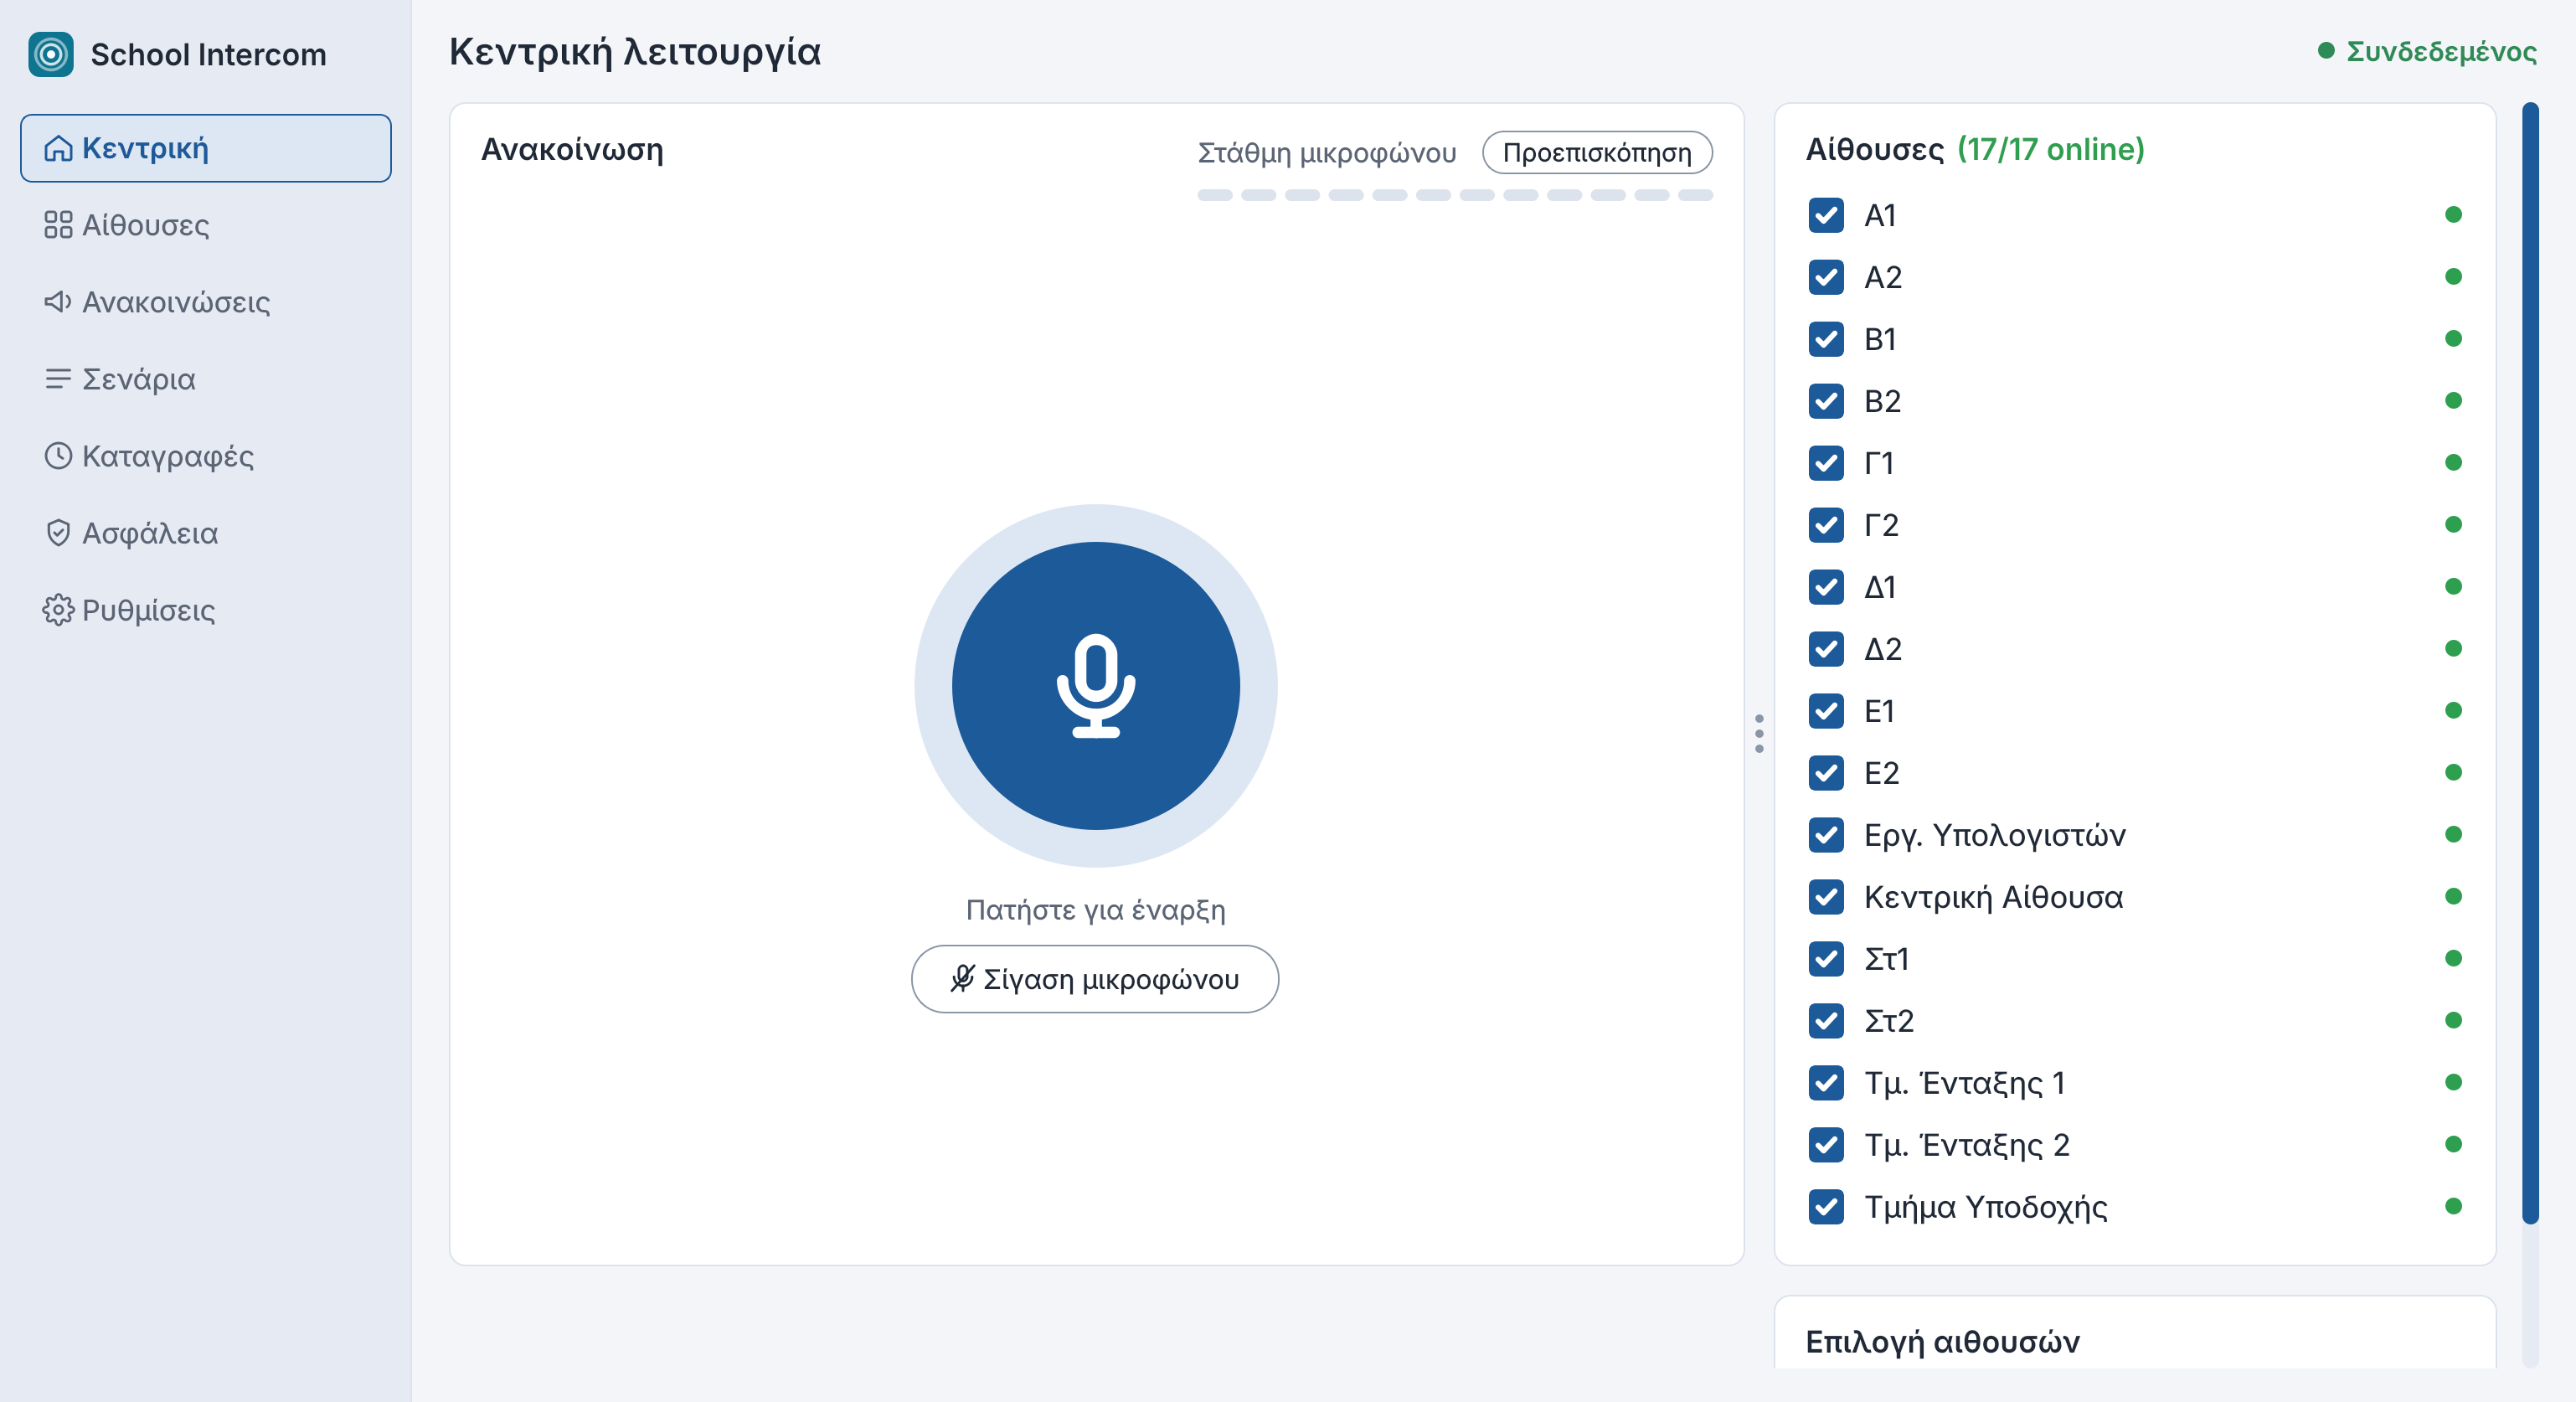 School Intercom
Κεντρική
Αίθουσες
Ανακοινώσεις
Σενάρια
Καταγραφές
Ασφάλεια
Ρυθμίσεις
Κεντρική λειτουργία
Συνδεδεμένος
Ανακοίνωση
Στάθμη μικροφώνου
Προεπισκόπηση
Πατήστε για έναρξη
Σίγαση μικροφώνου
Αίθουσες (17/17 online)
Α1
Α2
Β1
Β2
Γ1
Γ2
Δ1
Δ2
Ε1
Ε2
Εργ. Υπολογιστών
Κεντρική Αίθουσα
Στ1
Στ2
Τμ. Ένταξης 1
Τμ. Ένταξης 2
Τμήμα Υποδοχής
Επιλογή αιθουσών